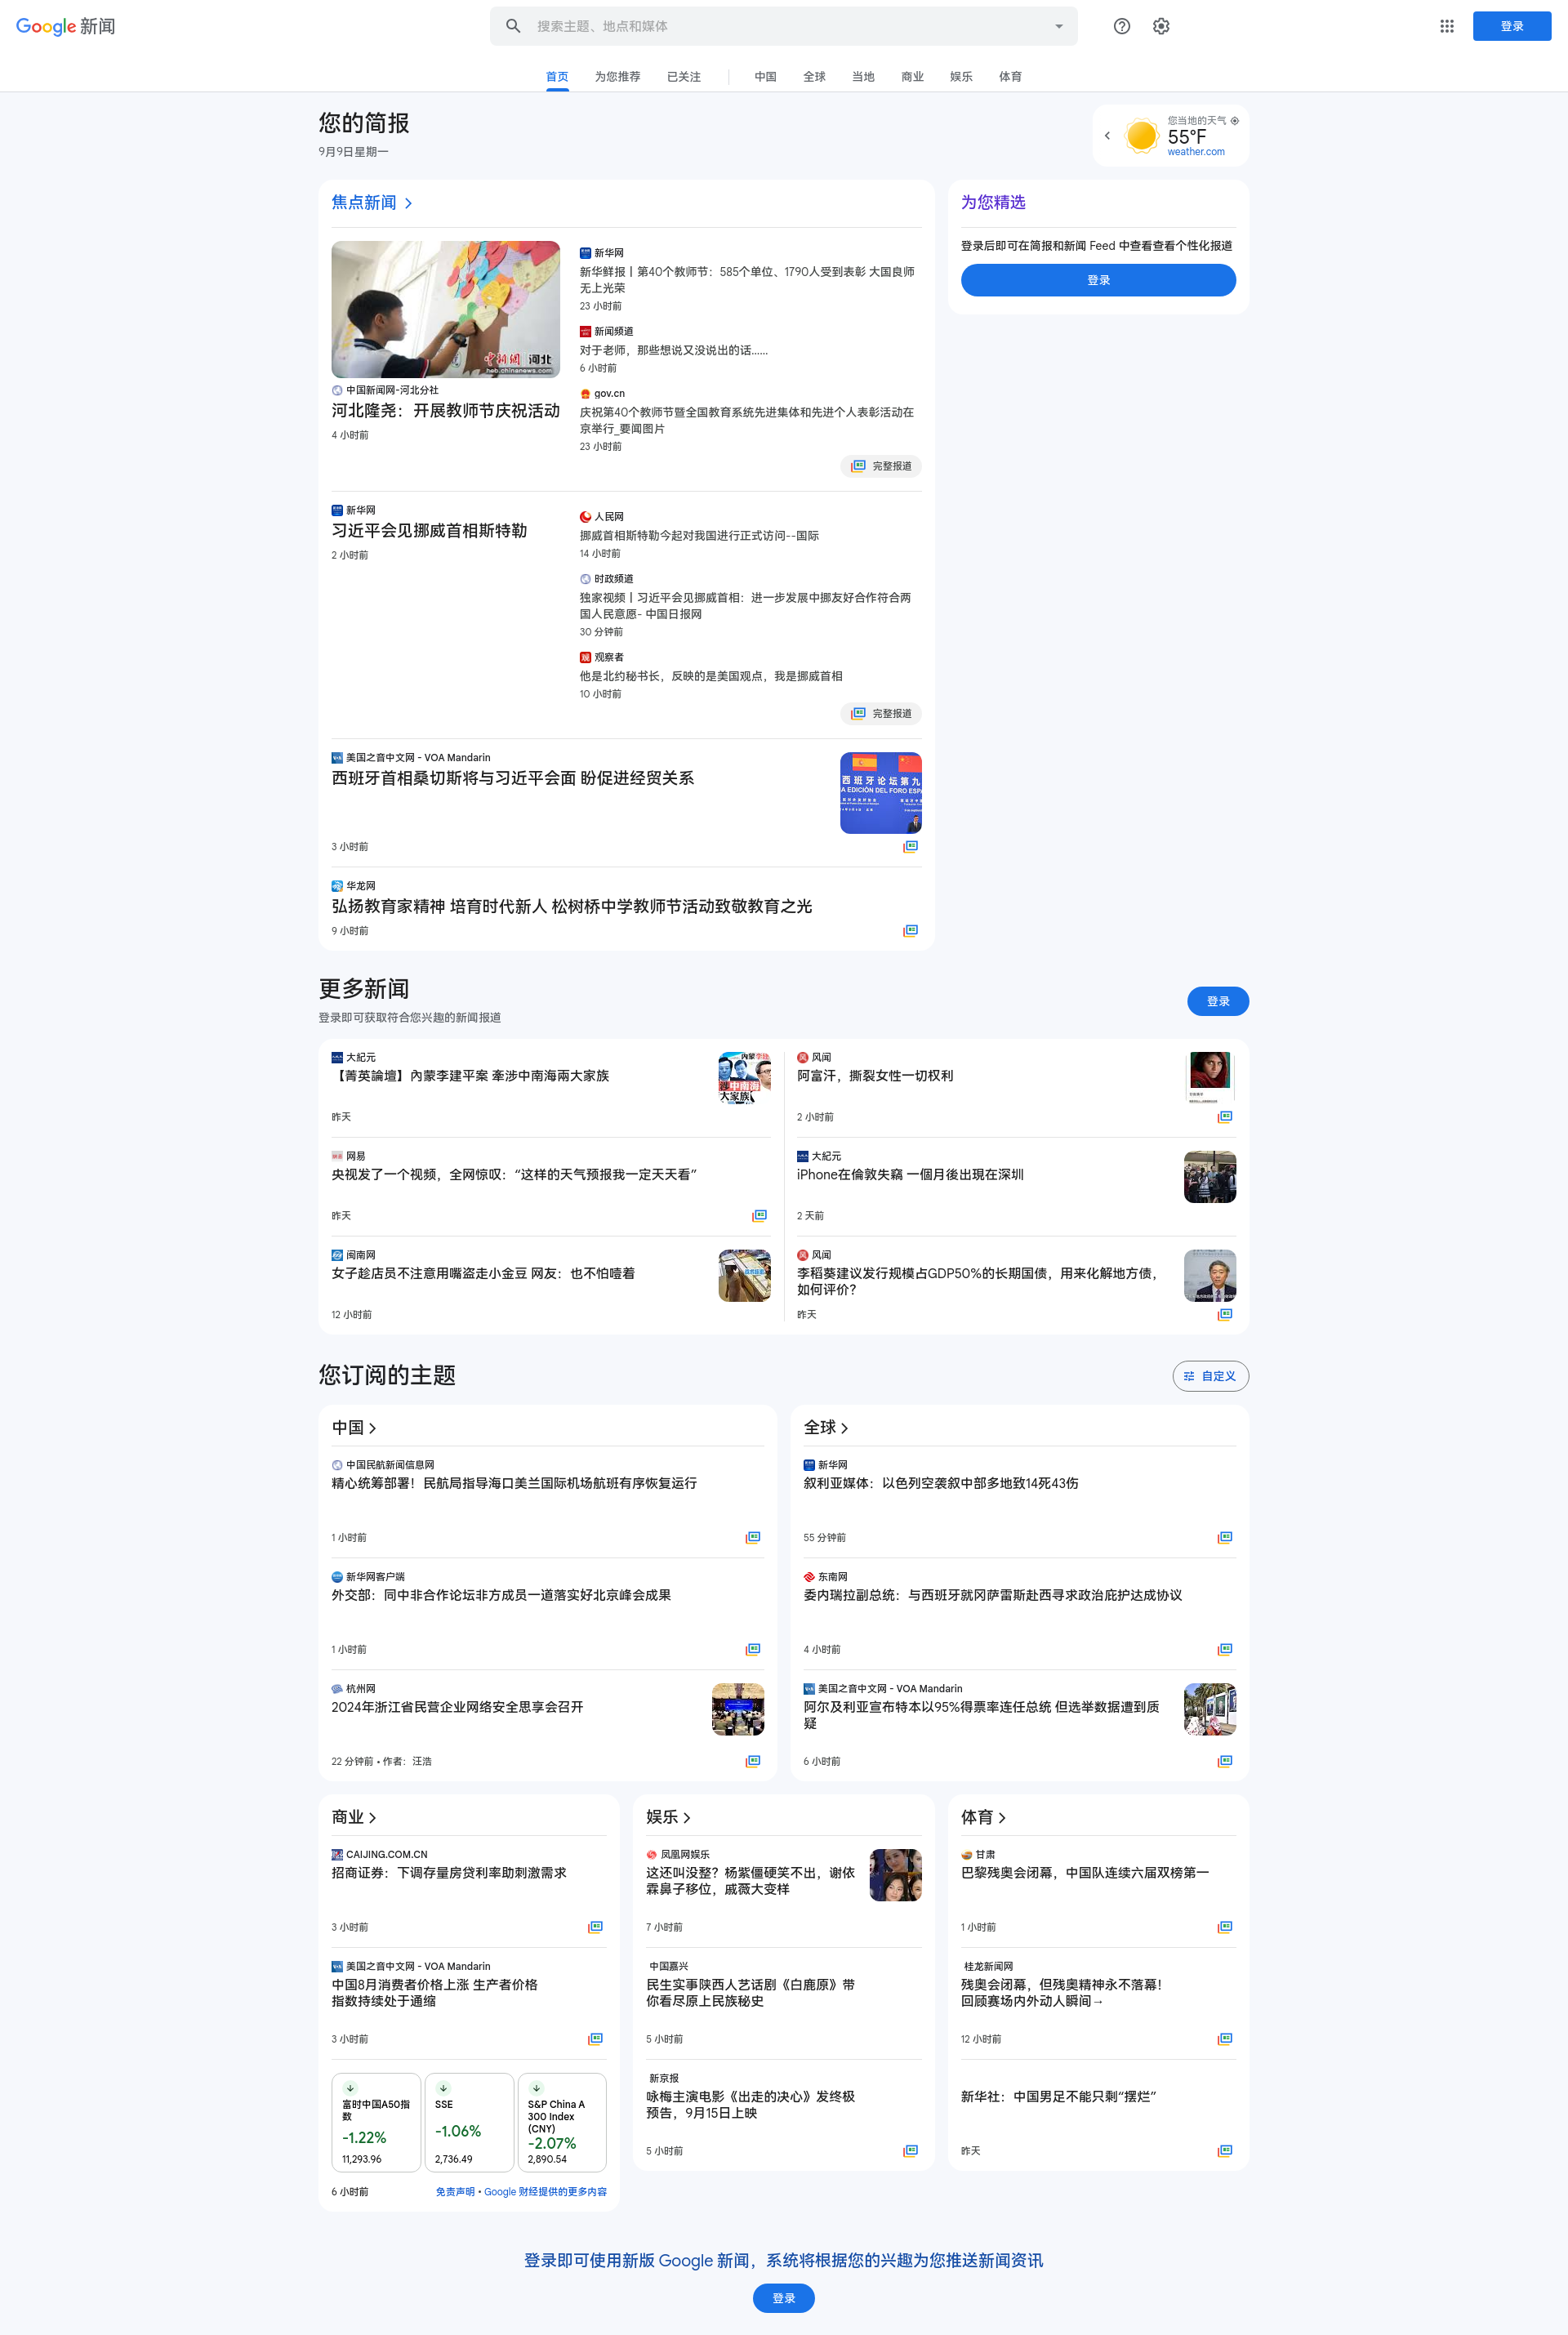 Google 新闻
搜索主题、地点和媒体
登录
首页
为您推荐
已关注
中国
全球
当地
商业
娱乐
体育
您的简报
9月9日星期一
您当地的天气
55°F
weather.com
焦点新闻
中新网 河北
heb.chinanews.com
中国新闻网-河北分社
河北隆尧：开展教师节庆祝活动
4 小时前
新华网
新华鲜报丨第40个教师节：585个单位、1790人受到表彰 大国良师
无上光荣
23 小时前
新闻频道
对于老师，那些想说又没说出的话……
6 小时前
gov.cn
庆祝第40个教师节暨全国教育系统先进集体和先进个人表彰活动在
京举行_要闻图片
23 小时前
完整报道
为您精选
登录后即可在简报和新闻 Feed 中查看查看个性化报道
登录
新华网
习近平会见挪威首相斯特勒
2 小时前
人民网
挪威首相斯特勒今起对我国进行正式访问--国际
14 小时前
时政频道
独家视频丨习近平会见挪威首相：进一步发展中挪友好合作符合两
国人民意愿- 中国日报网
30 分钟前
观察者
他是北约秘书长，反映的是美国观点，我是挪威首相
10 小时前
完整报道
美国之音中文网 - VOA Mandarin
西班牙首相桑切斯将与习近平会面 盼促进经贸关系
3 小时前
西班牙论坛第九
A EDICIÓN DEL FORO ESPA
华龙网
弘扬教育家精神 培育时代新人 松树桥中学教师节活动致敬教育之光
9 小时前
更多新闻
登录即可获取符合您兴趣的新闻报道
登录
大紀元
【菁英論壇】內蒙李建平案 牽涉中南海兩大家族
昨天
风闻
阿富汗，撕裂女性一切权利
2 小时前
网易
央视发了一个视频，全网惊叹：“这样的天气预报我一定天天看”
昨天
大紀元
iPhone在倫敦失竊 一個月後出現在深圳
2 天前
闽南网
女子趁店员不注意用嘴盗走小金豆 网友：也不怕噎着
12 小时前
风闻
李稻葵建议发行规模占GDP50%的长期国债，用来化解地方债，
如何评价？
昨天
您订阅的主题
自定义
中国
中国民航新闻信息网
精心统筹部署！民航局指导海口美兰国际机场航班有序恢复运行
1 小时前
新华网客户端
外交部：同中非合作论坛非方成员一道落实好北京峰会成果
1 小时前
杭州网
2024年浙江省民营企业网络安全思享会召开
22 分钟前 • 作者：汪浩
全球
新华网
叙利亚媒体：以色列空袭叙中部多地致14死43伤
55 分钟前
东南网
委内瑞拉副总统：与西班牙就冈萨雷斯赴西寻求政治庇护达成协议
4 小时前
美国之音中文网 - VOA Mandarin
阿尔及利亚宣布特本以95%得票率连任总统 但选举数据遭到质
疑
6 小时前
商业
CAIJING.COM.CN
招商证券：下调存量房贷利率助刺激需求
3 小时前
美国之音中文网 - VOA Mandarin
中国8月消费者价格上涨 生产者价格
指数持续处于通缩
3 小时前
富时中国A50指
数
-1.22%
11,293.96
SSE
-1.06%
2,736.49
S&P China A
300 Index
(CNY)
-2.07%
2,890.54
6 小时前
免责声明 • Google 财经提供的更多内容
娱乐
凤凰网娱乐
这还叫没整？杨紫僵硬笑不出，谢依
霖鼻子移位，戚薇大变样
7 小时前
中国嘉兴
民生实事陕西人艺话剧《白鹿原》带
你看尽原上民族秘史
5 小时前
新京报
咏梅主演电影《出走的决心》发终极
预告，9月15日上映
5 小时前
体育
甘肃
巴黎残奥会闭幕，中国队连续六届双榜第一
1 小时前
桂龙新闻网
残奥会闭幕，但残奥精神永不落幕！
回顾赛场内外动人瞬间→
12 小时前
新华社：中国男足不能只剩“摆烂”
昨天
登录即可使用新版 Google 新闻，系统将根据您的兴趣为您推送新闻资讯
登录